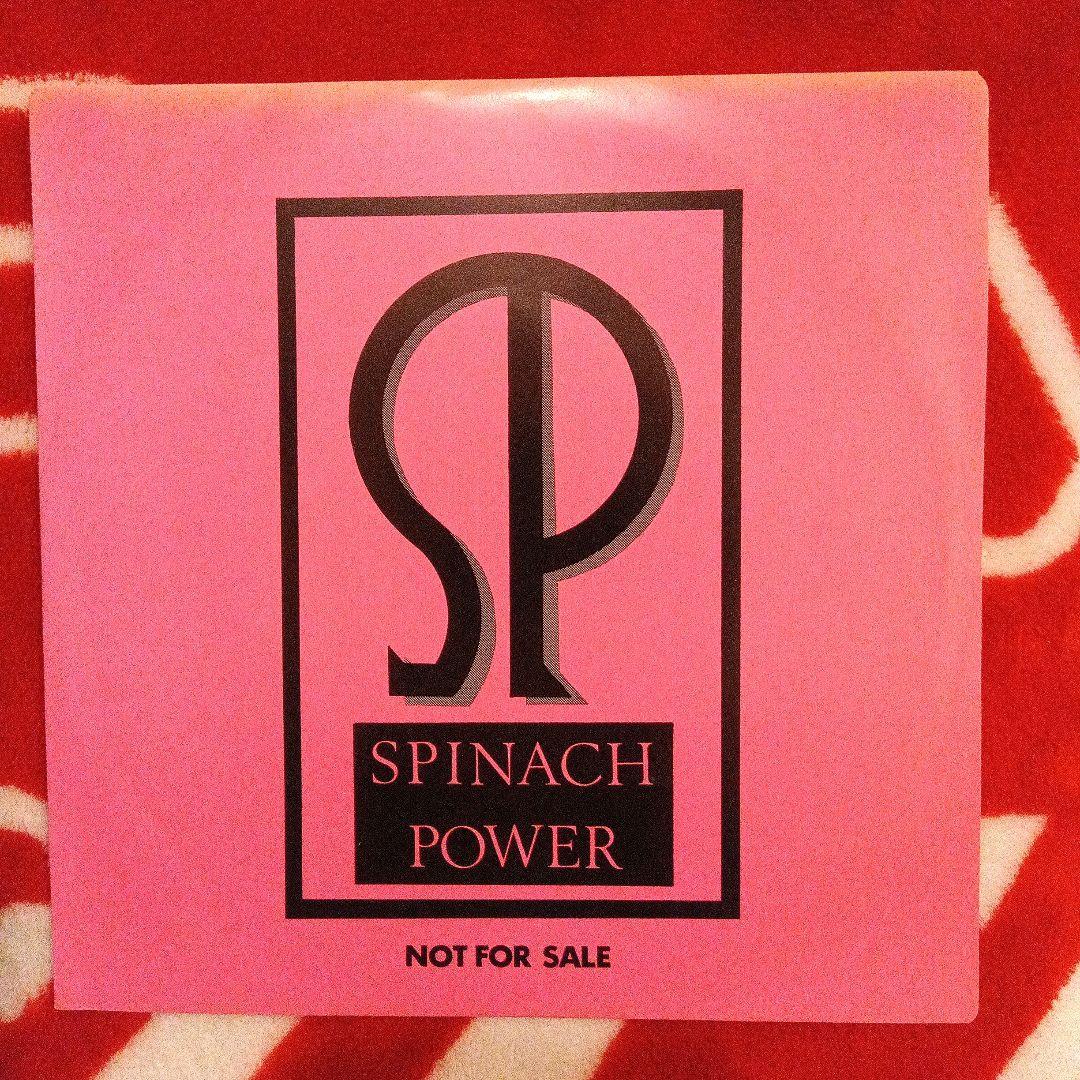 SP
SPINACH
POWER
NOT FOR SALE